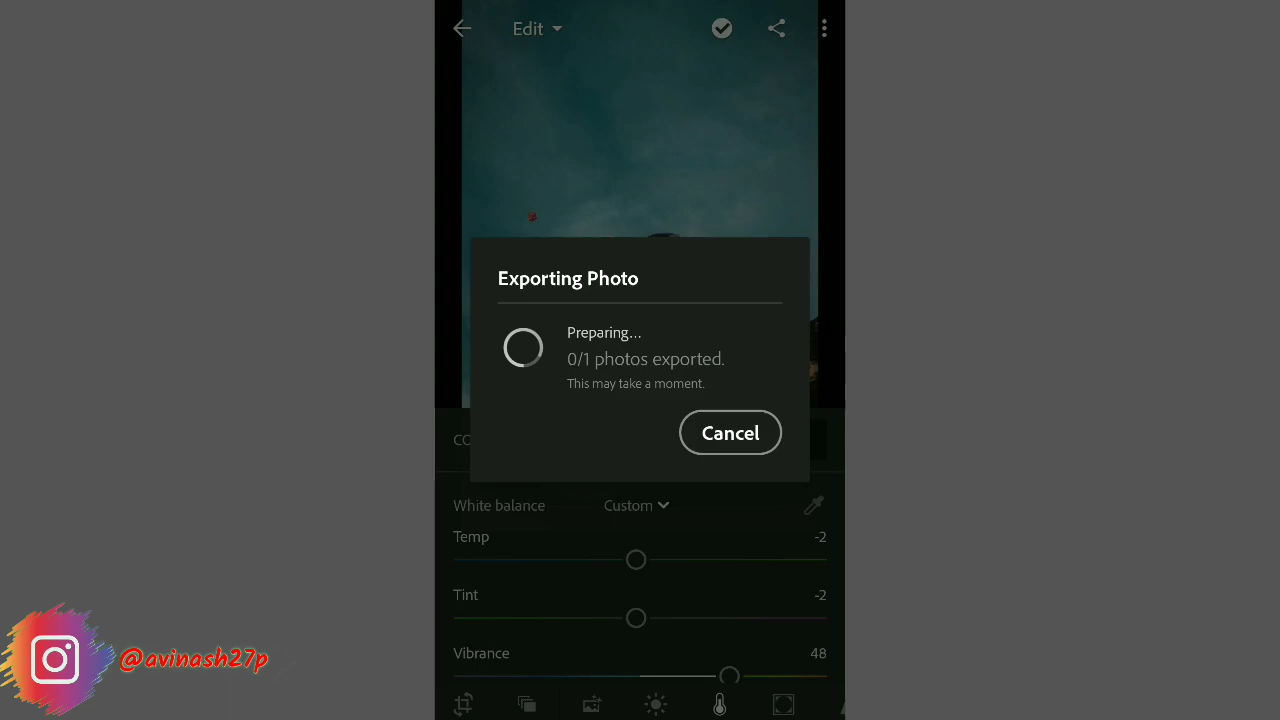 Edit
Exporting Photo
Preparing...
0/1 photos exported.
This may take a moment.
Cancel
CO
White balance Custom
Temp -2
Tint -2
Vibrance 48
@avinash27p